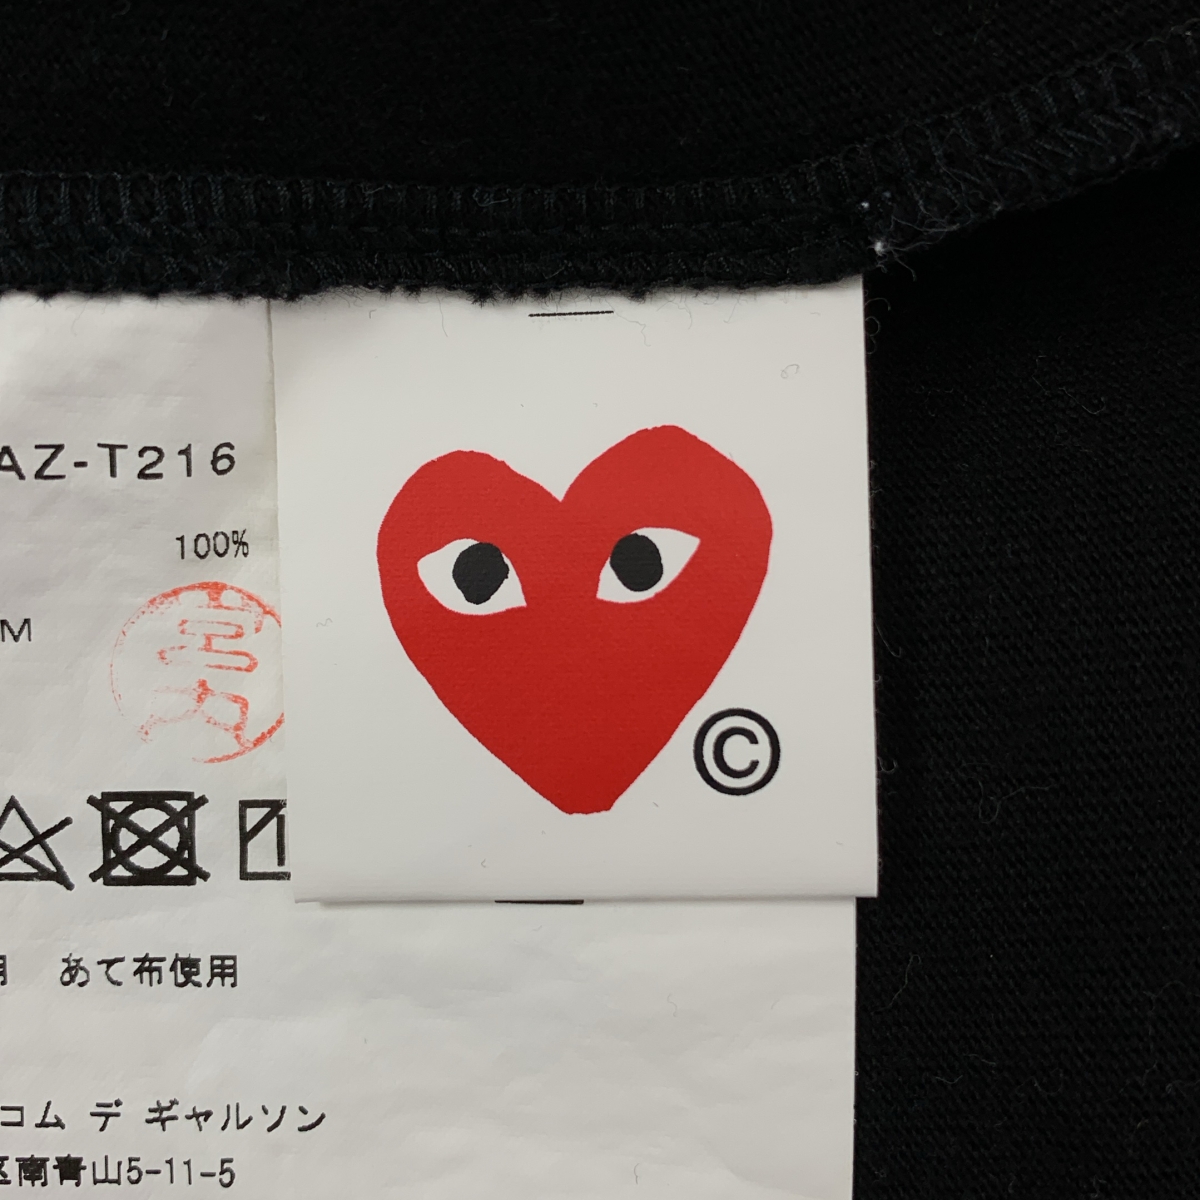 AZ-T216
100%
M
©
あて布使用
コム デ ギャルソン
区南青山5-11-5